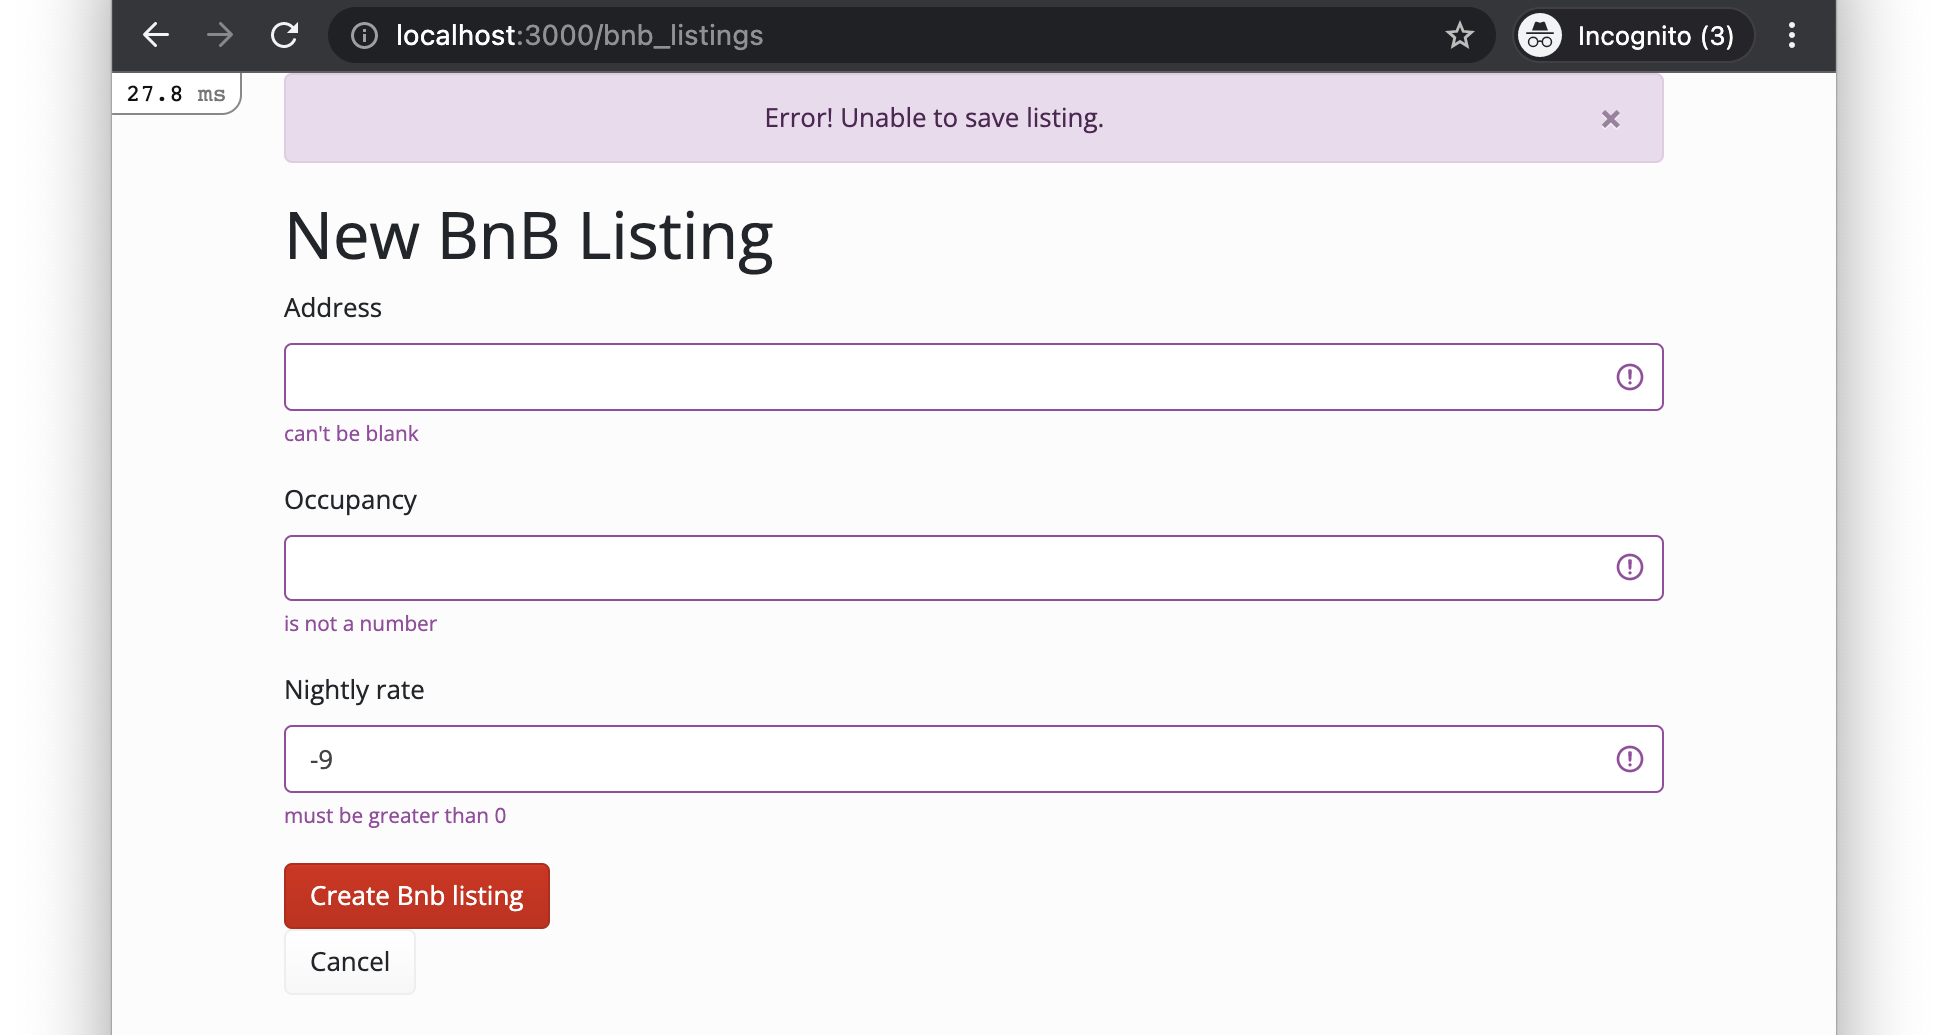 localhost:3000/bnb_listings
Incognito (3)
27.8 ms
Error! Unable to save listing.
×
New BnB Listing
Address
can't be blank
Occupancy
is not a number
Nightly rate
-9
must be greater than 0
Create Bnb listing
Cancel